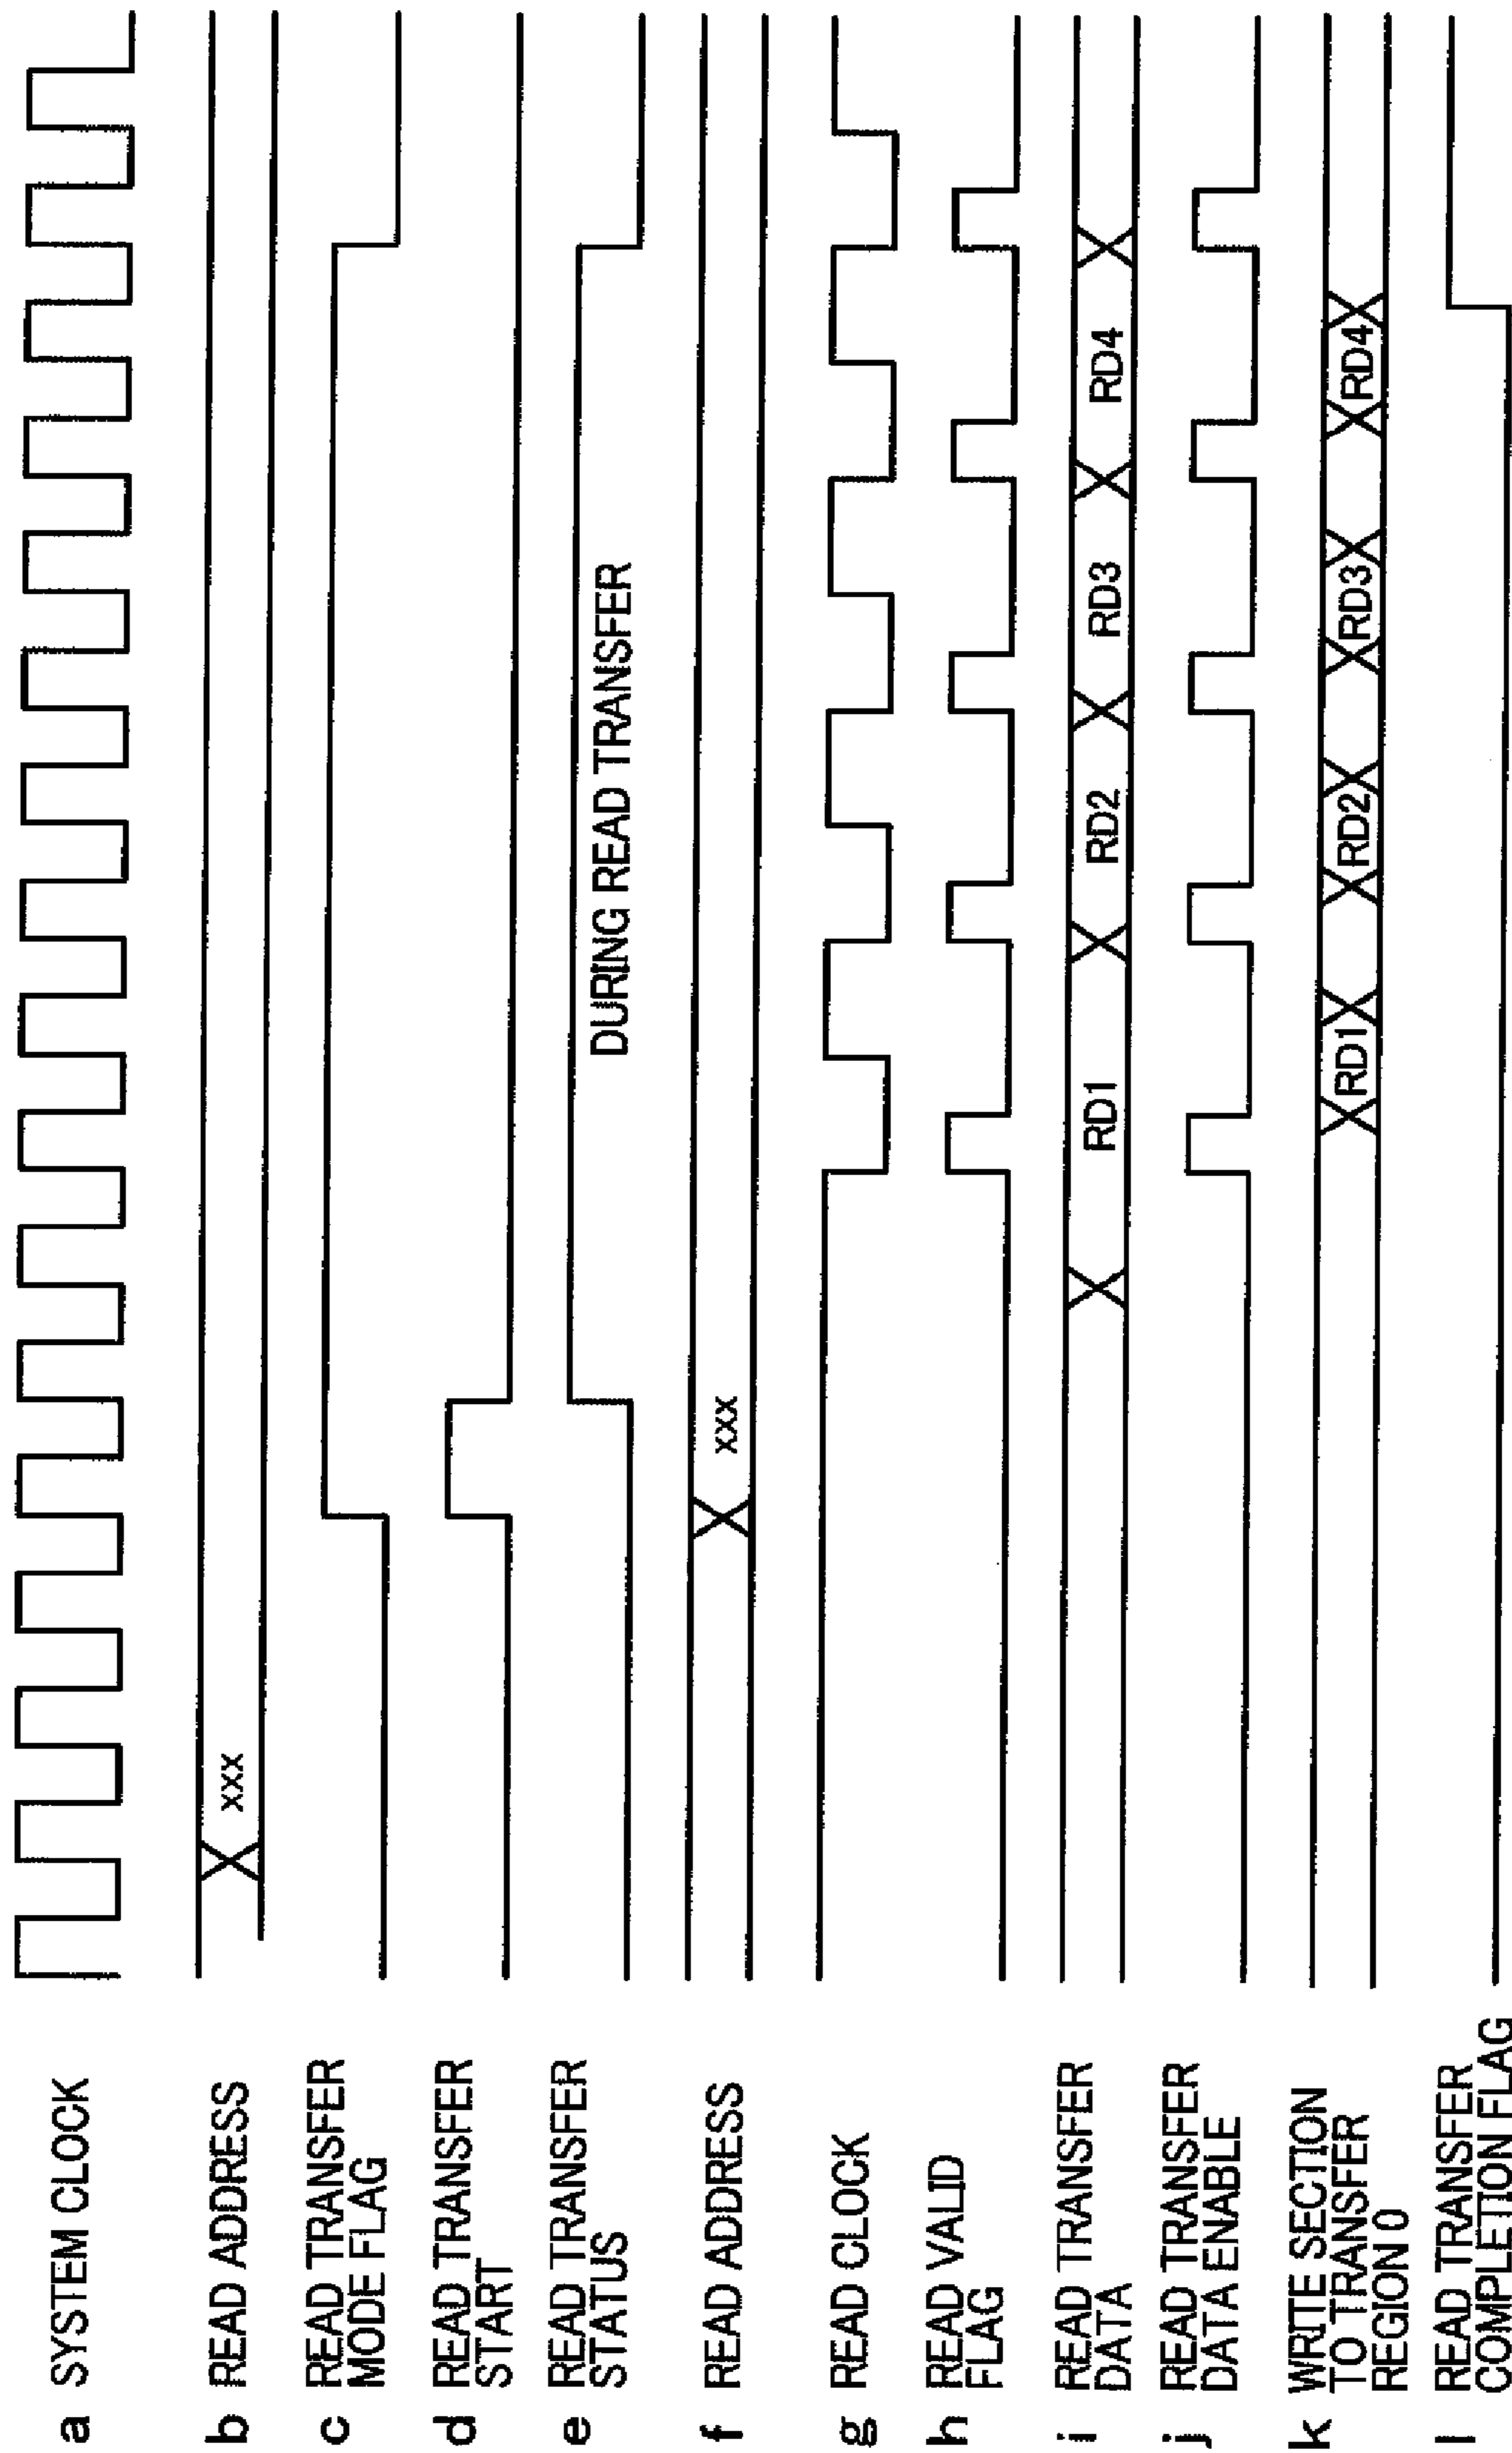 a SYSTEM CLOCK
b READ ADDRESS
xxx
c READ TRANSFER
MODE FLAG
d READ TRANSFER
START
e READ TRANSFER
STATUS
DURING READ TRANSFER
f READ ADDRESS
xxx
g READ CLOCK
h READ VALID
FLAG
i READ TRANSFER
DATA
RD1 RD2 RD3 RD4
j READ TRANSFER
DATA ENABLE
k WRITE SECTION
TO TRANSFER
REGION 0
RD1 RD2 RD3 RD4
l READ TRANSFER
COMPLETION FLAG